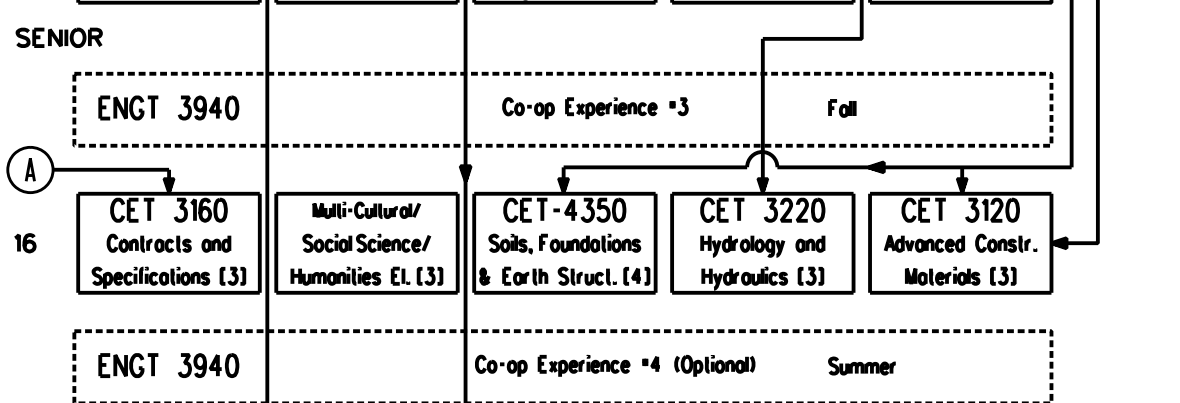 SENIOR
ENGT 3940 Co-op Experience #3 Fall
A
CET 3160
Contracts and
Specifications (3)
Multi-Cultural/
Social Science/
Humanities El. (3)
CET-4350
Soils, Foundations
& Earth Struct. (4)
CET 3220
Hydrology and
Hydraulics (3)
CET 3120
Advanced Constr.
Materials (3)
16
ENGT 3940 Co-op Experience #4 (Optional) Summer